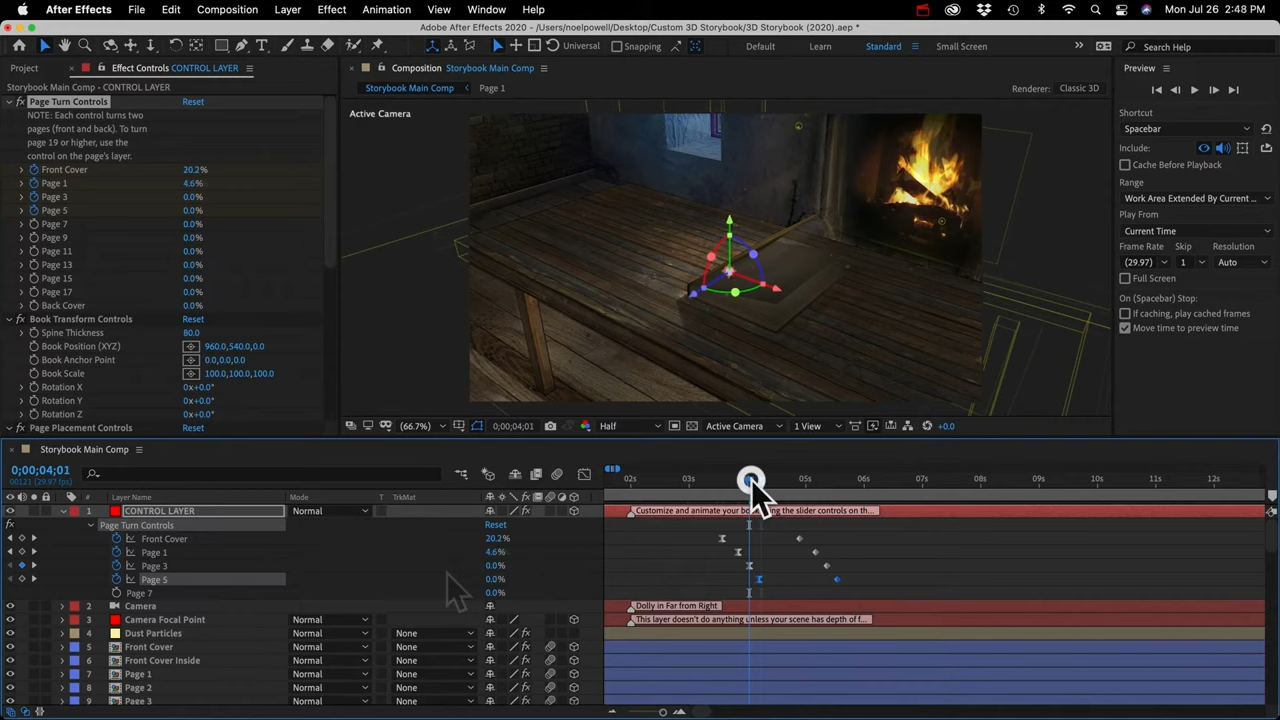 After Effects File Edit Composition Layer Effect Animation View Window Help Mon Jul 26 2:48 PM
Adobe After Effects 2020 - /Users/noelpowell/Desktop/Custom 3D Storybook/3D Storybook (2020).aep *
Universal Snapping Default Learn Standard Small Screen Search Help
Project Effect Controls CONTROL LAYER Composition Storybook Main Comp Preview
Storybook Main Comp • CONTROL LAYER Storybook Main Comp Page 1 Renderer: Classic 3D
fx Page Turn Controls Reset
NOTE: Each control turns two
pages (front and back). To turn
page 19 or higher, use the
control on the page's layer.
Front Cover 20.2%
Page 1 4.6%
Page 3 0.0%
Page 5 0.0%
Page 7 0.0%
Page 9 0.0%
Page 11 0.0%
Page 13 0.0%
Page 15 0.0%
Page 17 0.0%
Back Cover 0.0%
fx Book Transform Controls Reset
Spine Thickness 80.0
Book Position (XYZ) 960.0,540.0,0.0
Book Anchor Point 0.0,0.0,0.0
Book Scale 100.0,100.0,100.0
Rotation X 0x+0.0°
Rotation Y 0x+0.0°
Rotation Z 0x+0.0°
fx Page Placement Controls Reset
Active Camera
(66.7%) 0;00;04;01 Half Active Camera 1 View +0.0
Shortcut
Spacebar
Include:
Cache Before Playback
Range
Work Area Extended By Current ...
Play From
Current Time
Frame Rate Skip Resolution
(29.97) 1 Auto
Full Screen
On (Spacebar) Stop:
If caching, play cached frames
Move time to preview time
Storybook Main Comp
0;00;04;01
00121 (29.97 fps)
02s 03s 05s 06s 07s 08s 09s 10s 11s 12s
# Layer Name Mode T TrkMat
1 CONTROL LAYER Normal
fx Page Turn Controls Reset
Front Cover 20.2%
Page 1 4.6%
Page 3 0.0%
Page 5 0.0%
Page 7 0.0%
2 Camera
3 Camera Focal Point Normal
4 Dust Particles Normal None
5 Front Cover Normal None
6 Front Cover Inside Normal None
7 Page 1 Normal None
8 Page 2 Normal None
9 Page 3 Normal None
Customize and animate your bo the slider controls on th...
Dolly in Far from Right
This layer doesn't do anything unless your scene has depth of f...